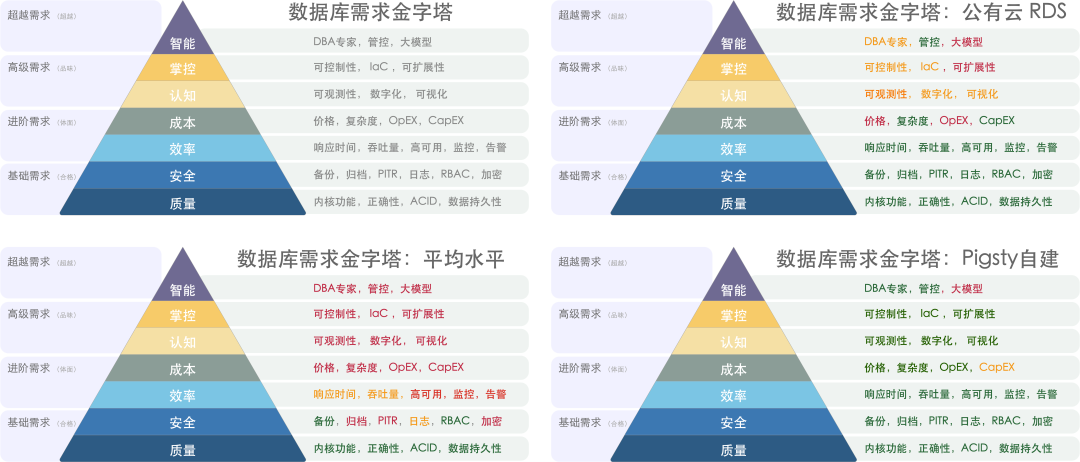 数据库需求金字塔
超越需求（超越）
智能
DBA专家，管控，大模型
高级需求（品味）
掌控
可控制性， IaC ，可扩展性
认知
可观测性， 数字化， 可视化
进阶需求（体面）
成本
价格，复杂度，OpEX，CapEX
效率
响应时间，吞吐量，高可用，监控，告警
基础需求（合格）
安全
备份，归档，PITR，日志，RBAC，加密
质量
内核功能，正确性，ACID，数据持久性
数据库需求金字塔：公有云 RDS
超越需求（超越）
智能
DBA专家，管控，大模型
高级需求（品味）
掌控
可控制性， IaC ，可扩展性
认知
可观测性， 数字化， 可视化
进阶需求（体面）
成本
价格，复杂度，OpEX，CapEX
效率
响应时间，吞吐量，高可用，监控，告警
基础需求（合格）
安全
备份，归档，PITR，日志，RBAC，加密
质量
内核功能，正确性，ACID，数据持久性
数据库需求金字塔：平均水平
超越需求（超越）
智能
DBA专家，管控，大模型
高级需求（品味）
掌控
可控制性， IaC ，可扩展性
认知
可观测性， 数字化， 可视化
进阶需求（体面）
成本
价格，复杂度，OpEX，CapEX
效率
响应时间，吞吐量，高可用，监控，告警
基础需求（合格）
安全
备份，归档，PITR，日志，RBAC，加密
质量
内核功能，正确性，ACID，数据持久性
数据库需求金字塔：Pigsty自建
超越需求（超越）
智能
DBA专家，管控，大模型
高级需求（品味）
掌控
可控制性， IaC ，可扩展性
认知
可观测性， 数字化， 可视化
进阶需求（体面）
成本
价格，复杂度，OpEX，CapEX
效率
响应时间，吞吐量，高可用，监控，告警
基础需求（合格）
安全
备份，归档，PITR，日志，RBAC，加密
质量
内核功能，正确性，ACID，数据持久性